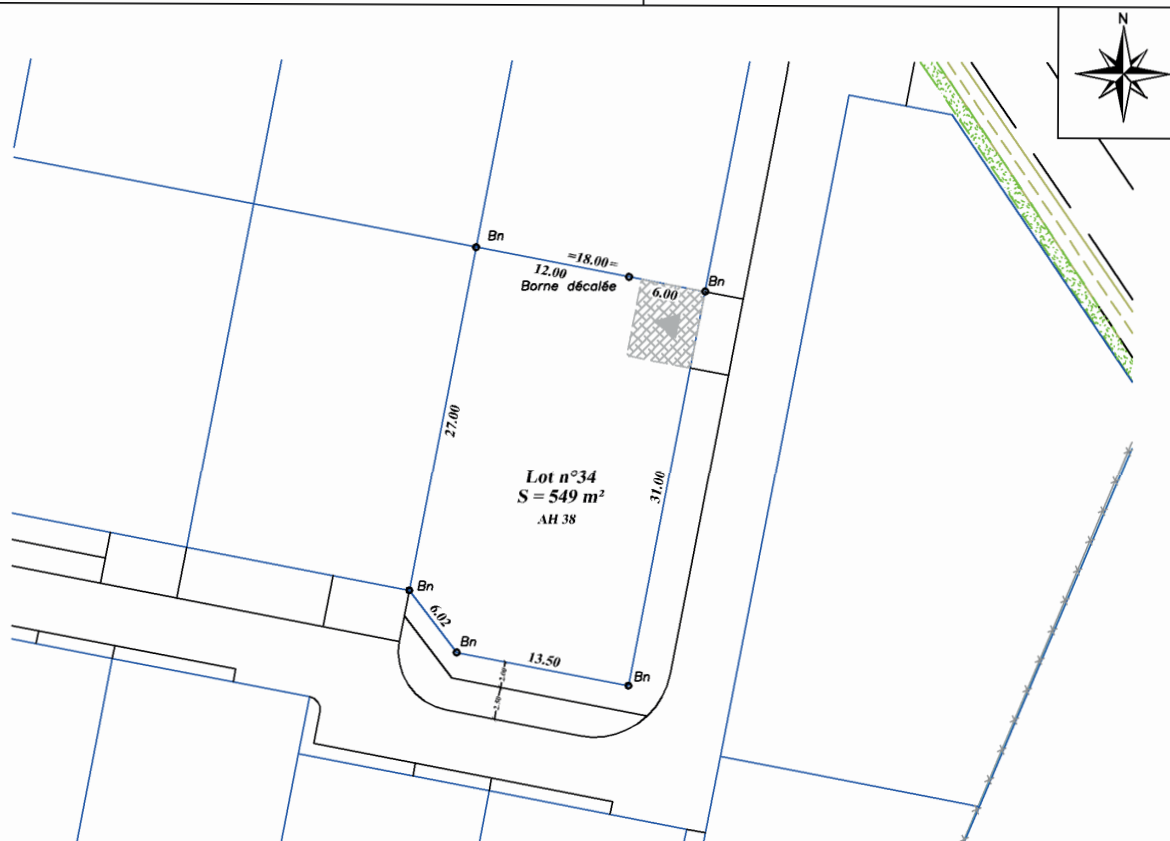 N
Bn
=18.00=
12.00
Borne décalée
Bn
6.00
27.00
Lot n°34
S = 549 m²
AH 38
31.00
Bn
6.02
Bn
13.50
Bn